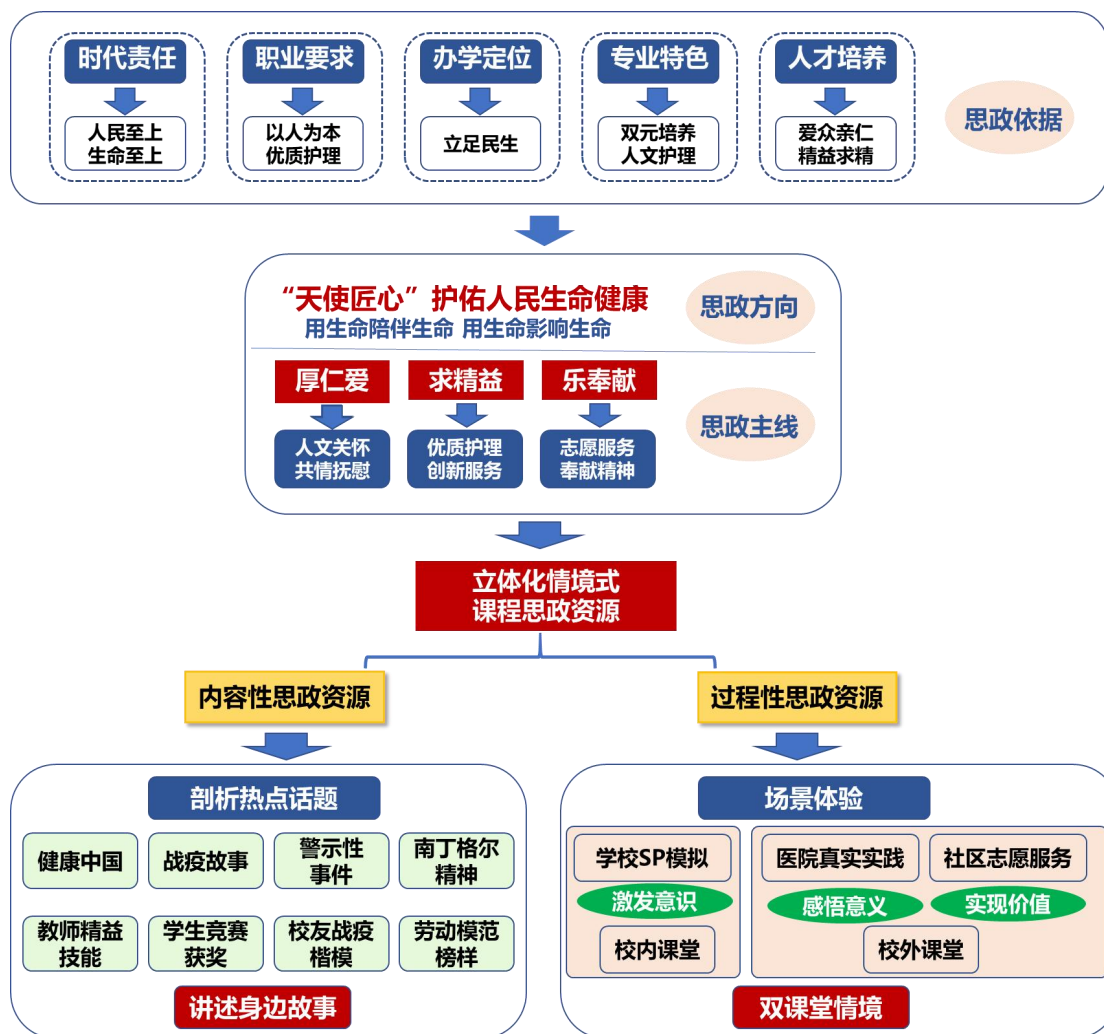 时代责任
职业要求
办学定位
专业特色
人才培养
人民至上
生命至上
以人为本
优质护理
立足民生
双元培养
人文护理
爱众亲仁
精益求精
思政依据
“天使匠心”护佑人民生命健康
用生命陪伴生命 用生命影响生命
思政方向
厚仁爱
求精益
乐奉献
人文关怀
共情抚慰
优质护理
创新服务
志愿服务
奉献精神
思政主线
立体化情境式
课程思政资源
内容性思政资源
过程性思政资源
剖析热点话题
健康中国
战疫故事
警示性
事件
南丁格尔
精神
教师精益
技能
学生竞赛
获奖
校友战疫
楷模
劳动模范
榜样
讲述身边故事
场景体验
学校SP模拟
激发意识
校内课堂
医院真实实践
社区志愿服务
感悟意义
实现价值
校外课堂
双课堂情境